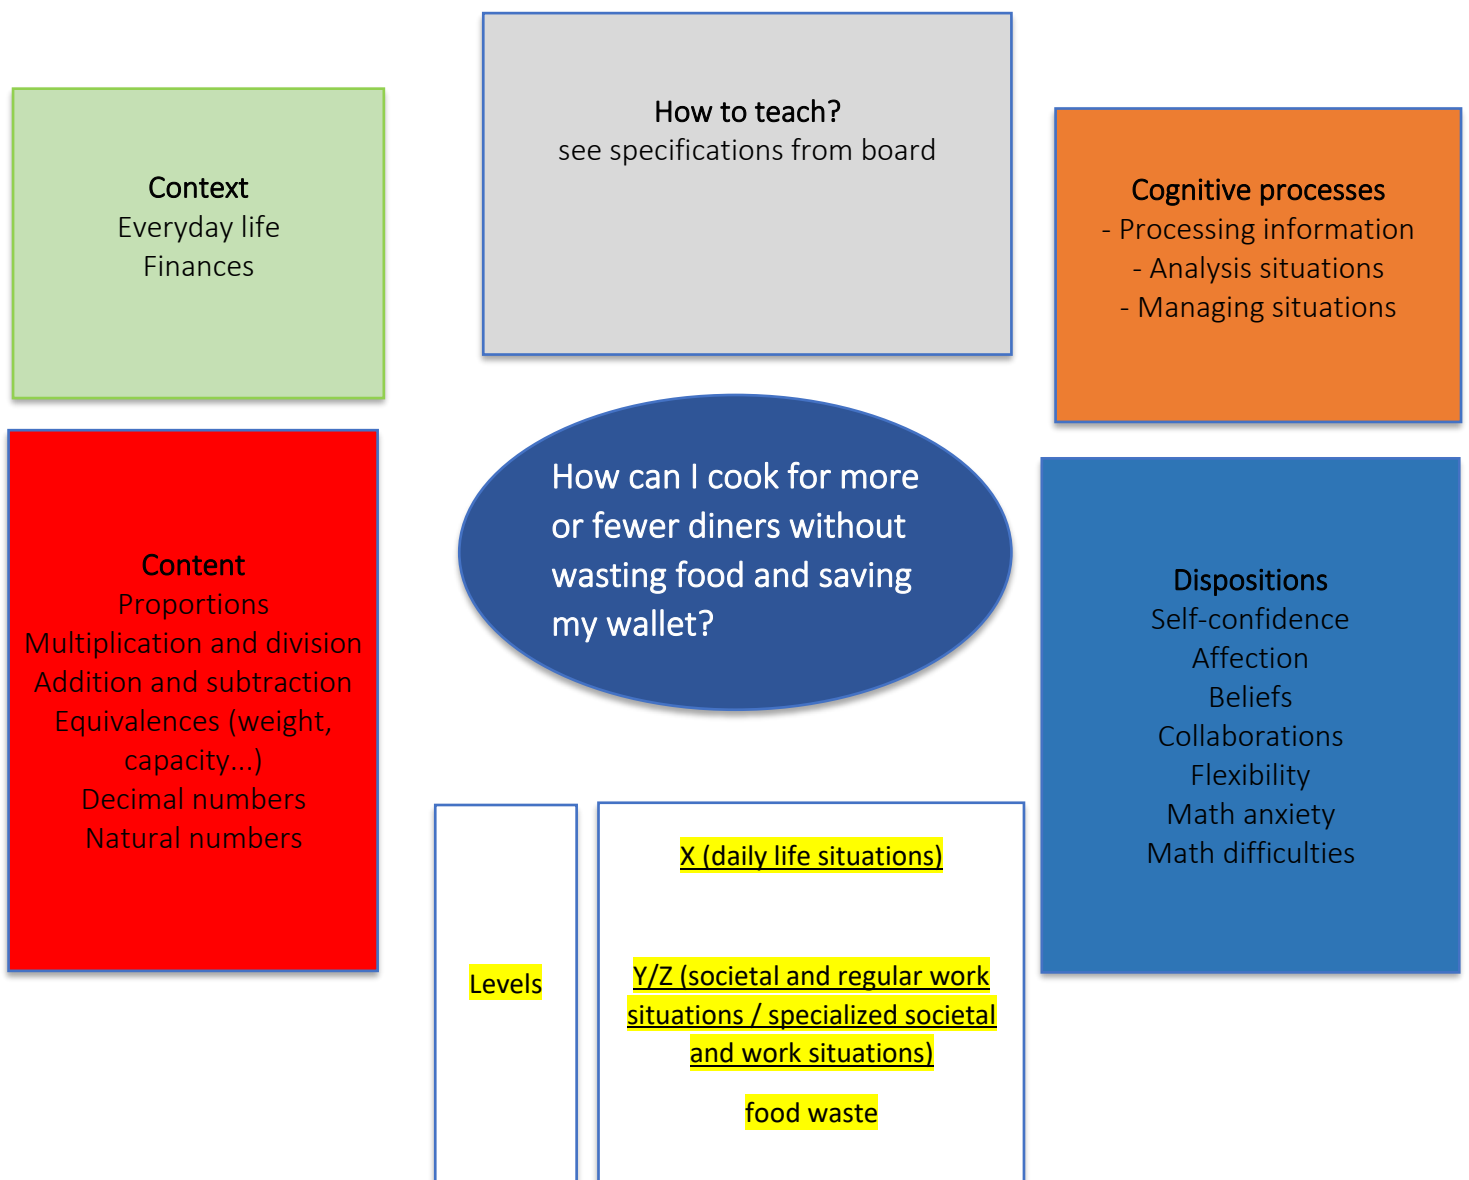 How to teach?
see specifications from board
Context
Everyday life
Finances
Cognitive processes
- Processing information
- Analysis situations
- Managing situations
How can I cook for more
or fewer diners without
wasting food and saving
my wallet?
Content
Proportions
Multiplication and division
Addition and subtraction
Equivalences (weight,
capacity...)
Decimal numbers
Natural numbers
Dispositions
Self-confidence
Affection
Beliefs
Collaborations
Flexibility
Math anxiety
Math difficulties
Levels
X (daily life situations)
Y/Z (societal and regular work
situations / specialized societal
and work situations)
food waste